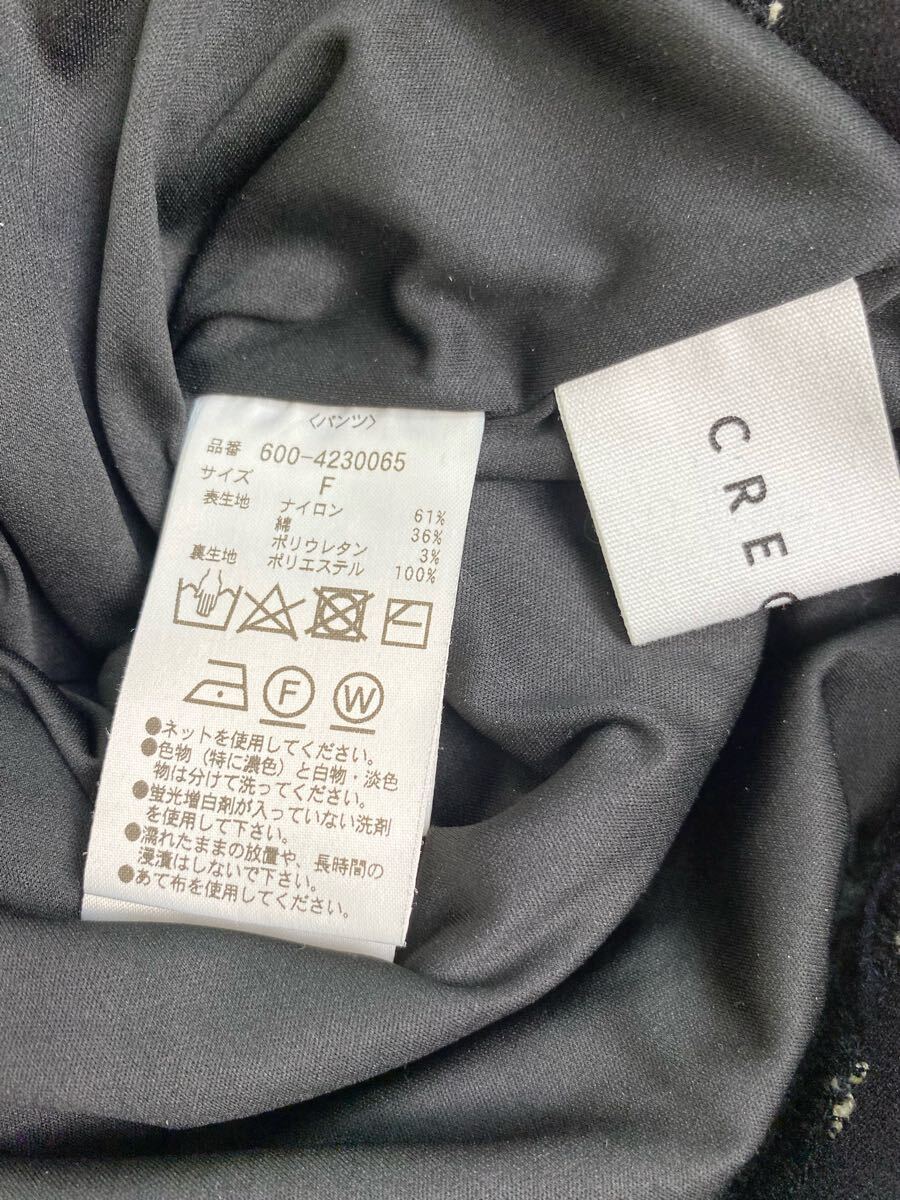 〈パンツ〉
品番 600-4230065
サイズ F
表生地 ナイロン 61%
綿 36%
ポリウレタン 3%
裏生地 ポリエステル 100%
F W
●ネットを使用してください。
●色物(特に濃色)と白物・淡色
物は分けて洗ってください。
●蛍光増白剤が入っていない洗剤
を使用して下さい。
●濡れたままの放置や、長時間の
浸漬はしないで下さい。
●あて布を使用してください。
CRE